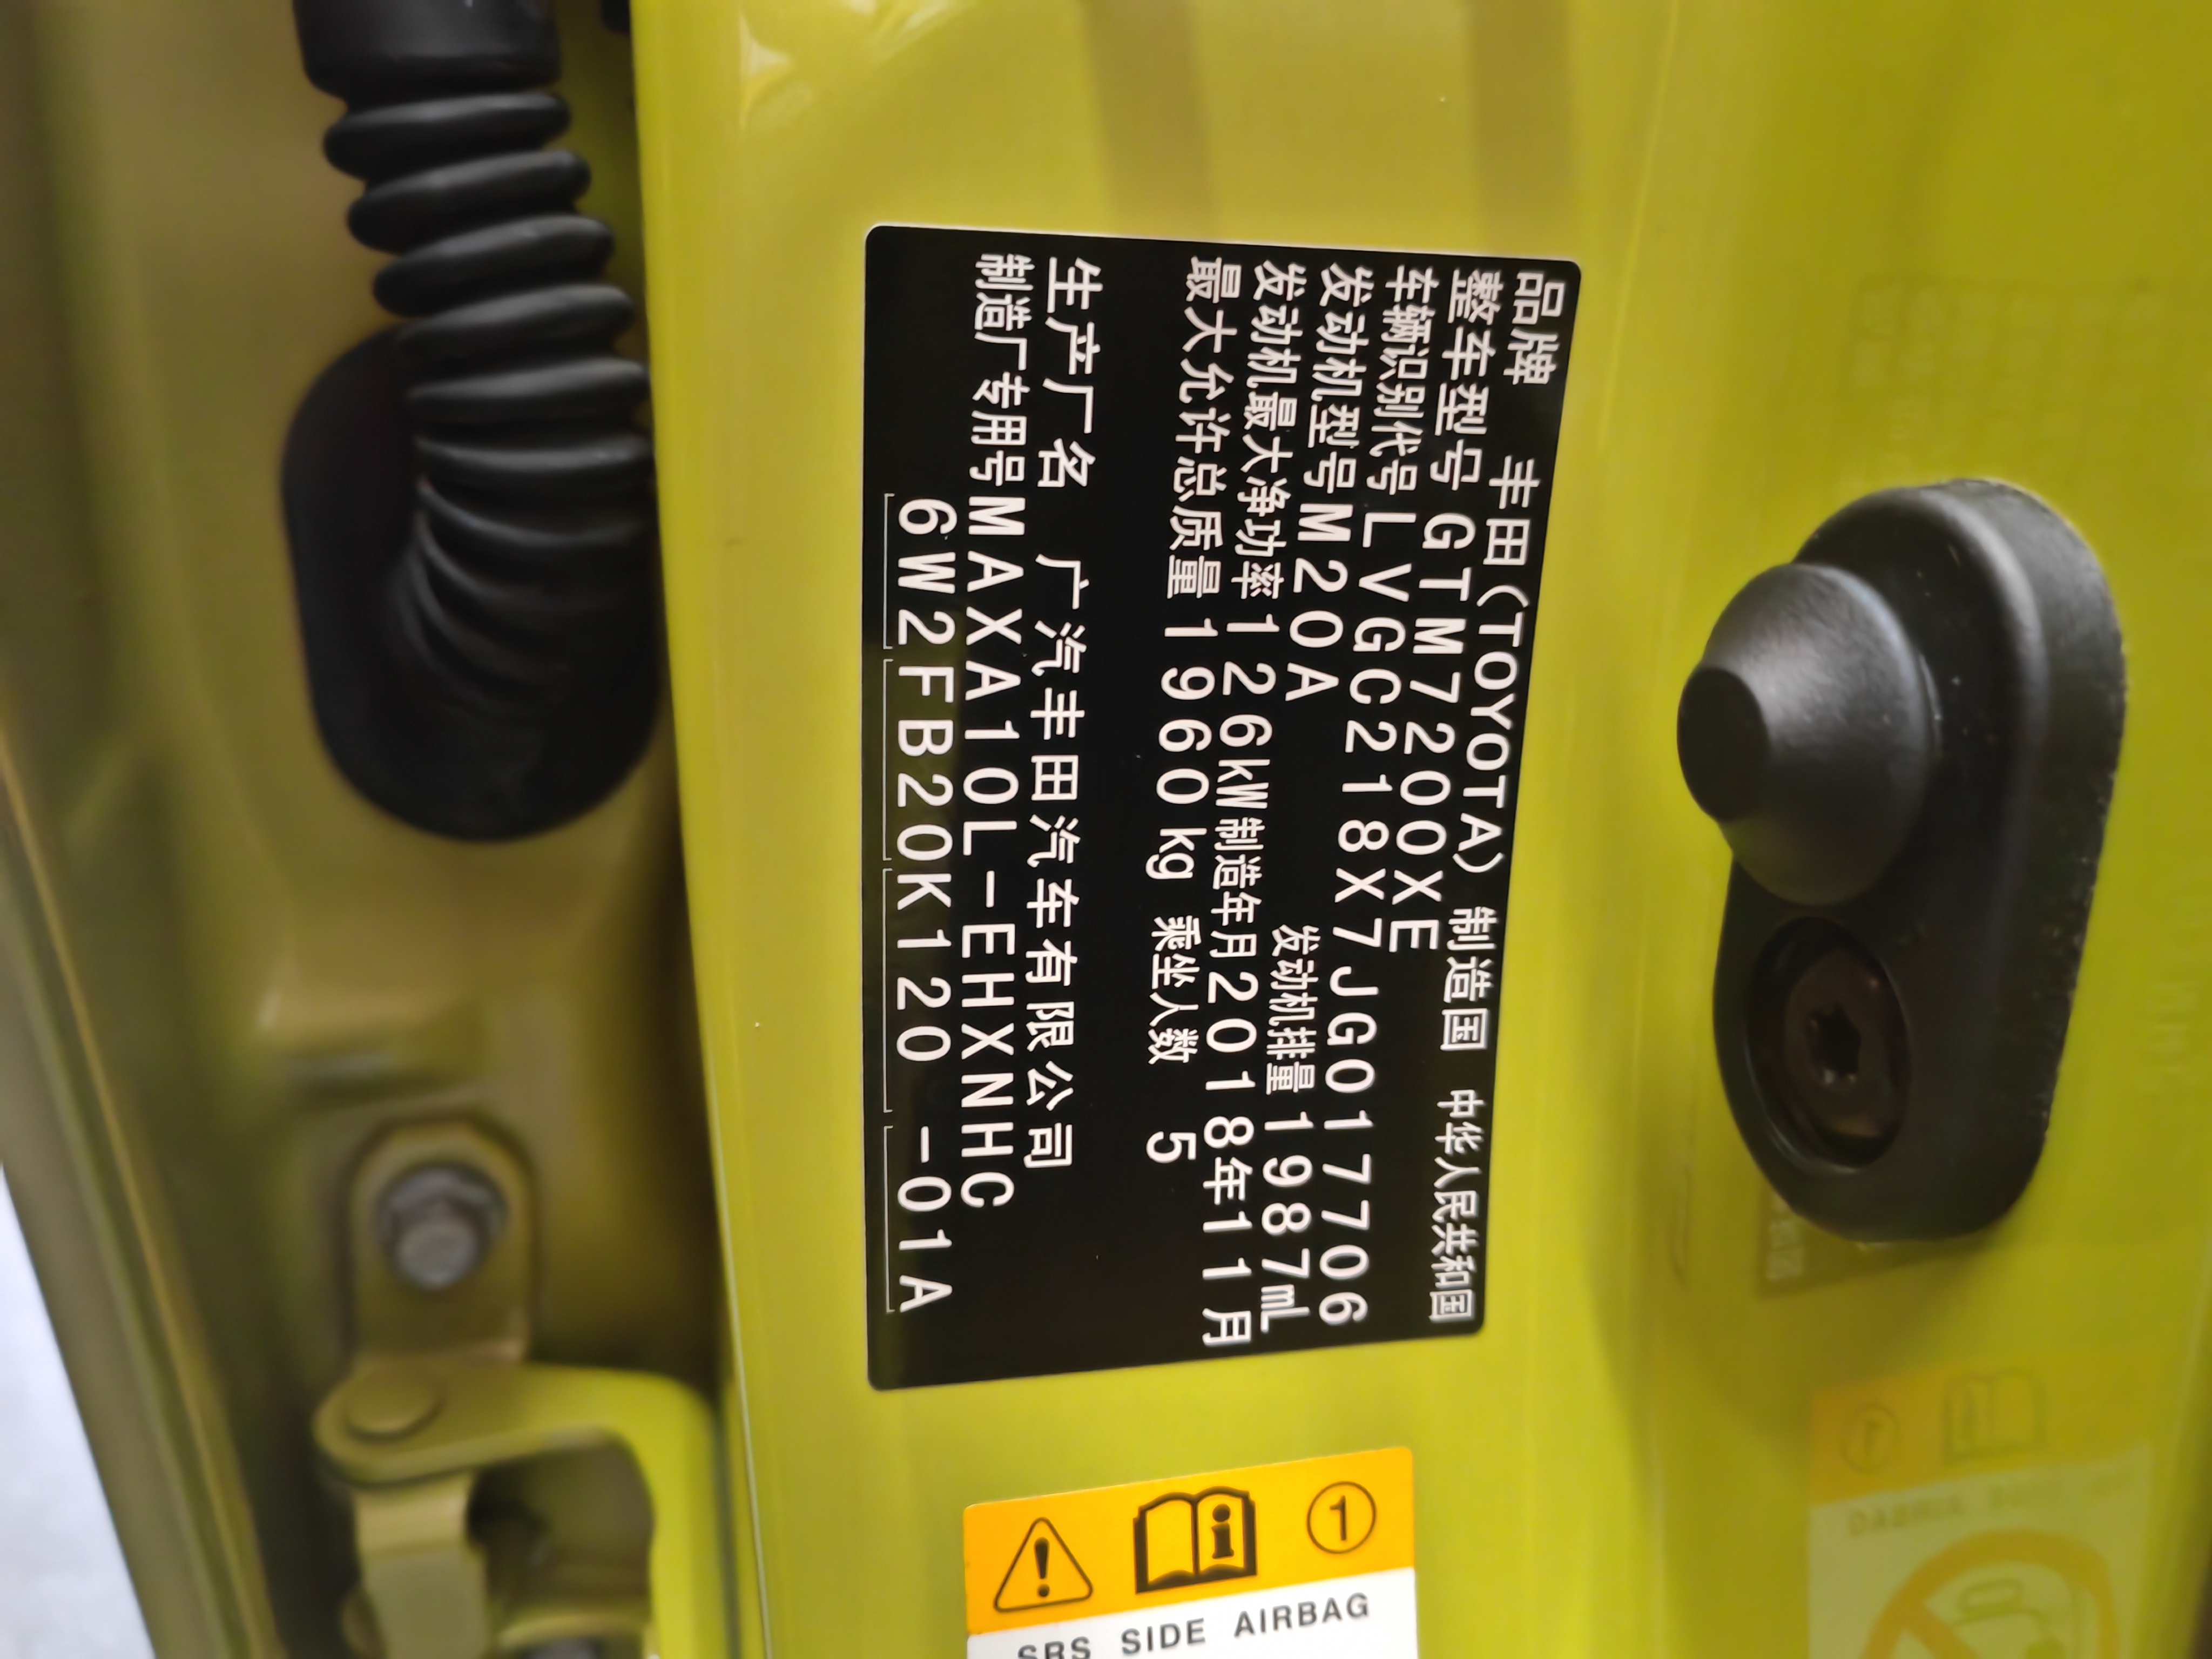 品牌 丰田(TOYOTA) 制造国 中华人民共和国
整车型号 GTM7200XE
车辆识别代号 LVGC218X7JG017706
发动机型号 M20A 发动机排量 1987mL
发动机最大净功率 126kW 制造年月 2018年11月
最大允许总质量 1960kg 乘坐人数 5
生产厂名 广汽丰田汽车有限公司
制造厂专用号 MAXA10L-EHXNHC
6W2FB20K120 -01A
1
SRS SIDE AIRBAG